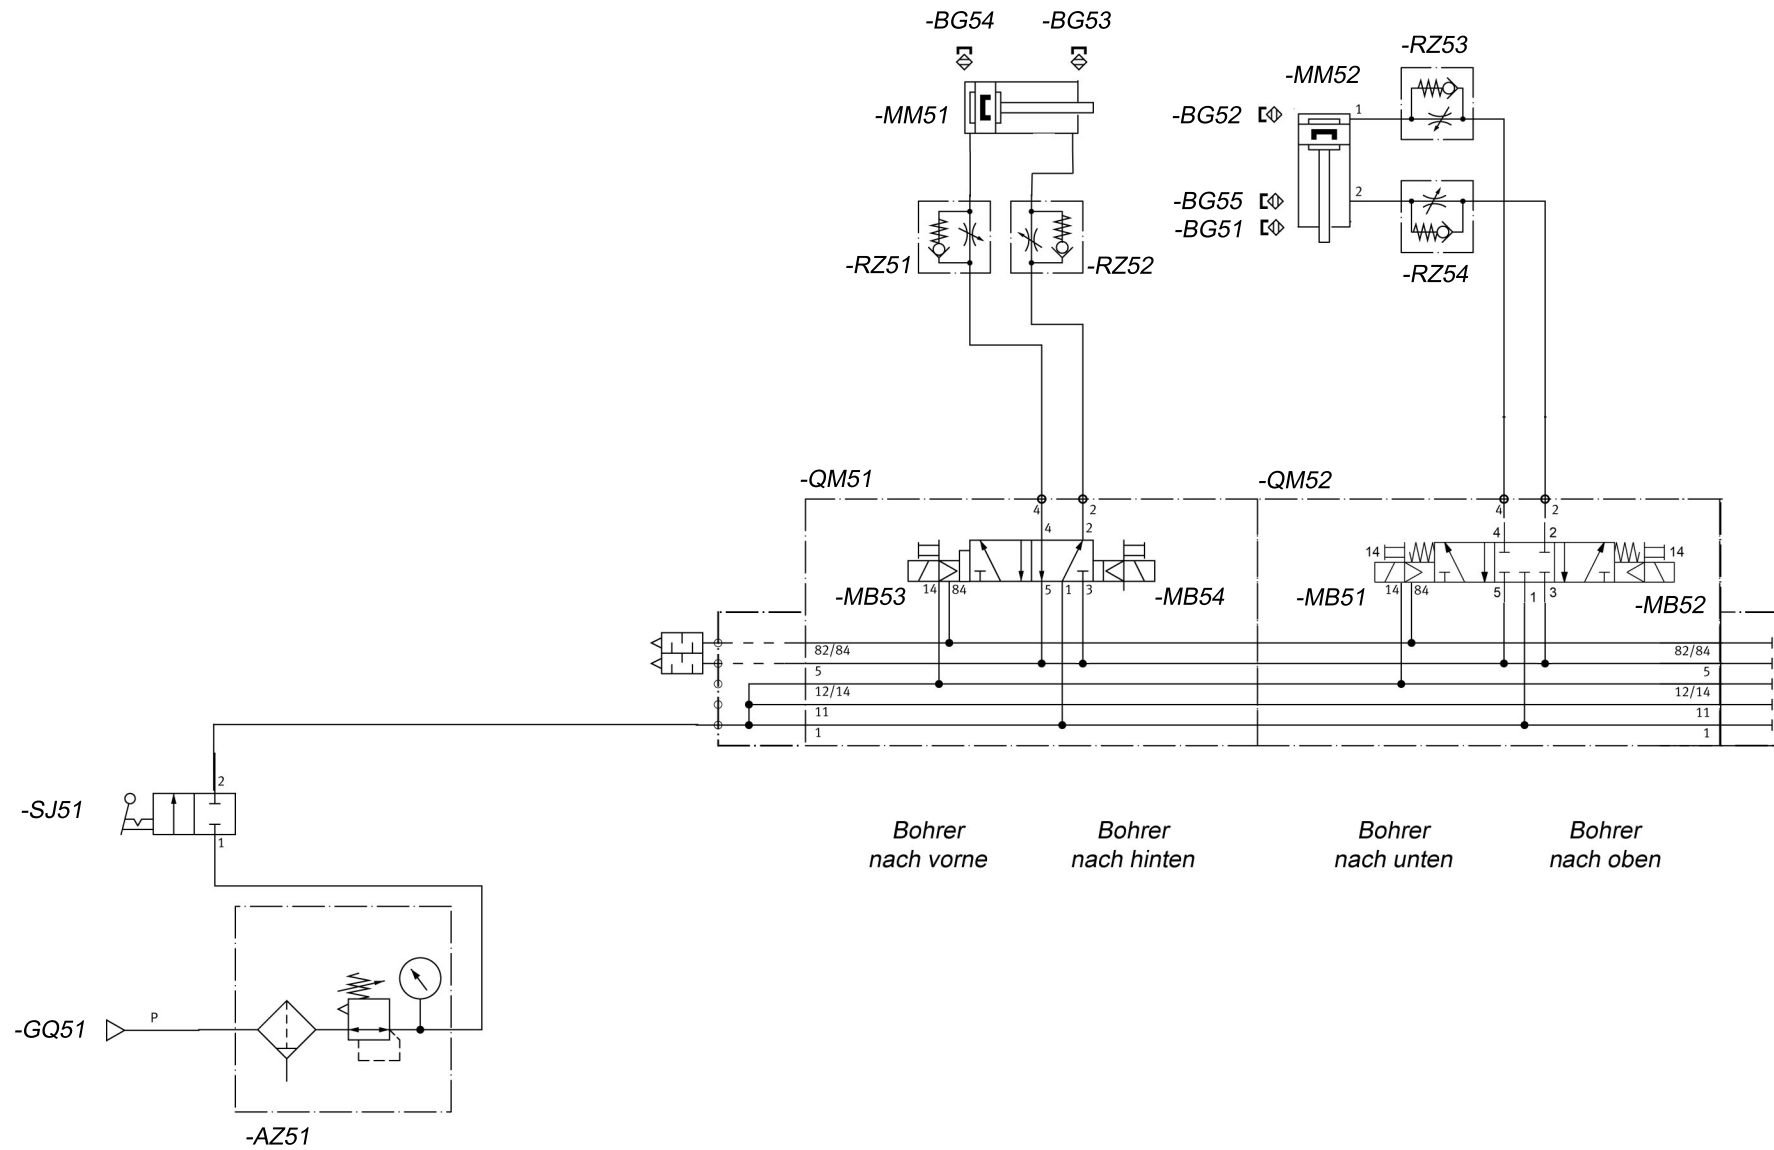 -BG54 -BG53
-RZ53
-MM52
1
-MM51
-BG52
2
-BG55
-BG51
-RZ51 -RZ52
-RZ54
-QM51 -QM52
4 2 4 2
4 2 4 2
14 14
14 84 5 1 3 14 84 5 1 3
-MB53 -MB54 -MB51 -MB52
82/84 82/84
5 5
12/14 12/14
11 11
1 1
2
-SJ51
1
Bohrer Bohrer Bohrer Bohrer
nach vorne nach hinten nach unten nach oben
P
-GQ51
-AZ51